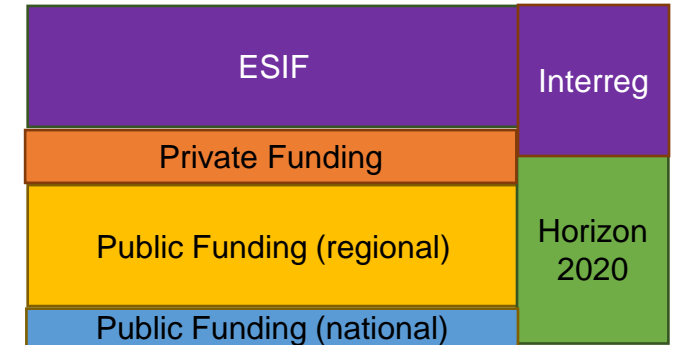 ESIF
Interreg
Private Funding
Public Funding (regional)
Horizon
2020
Public Funding (national)